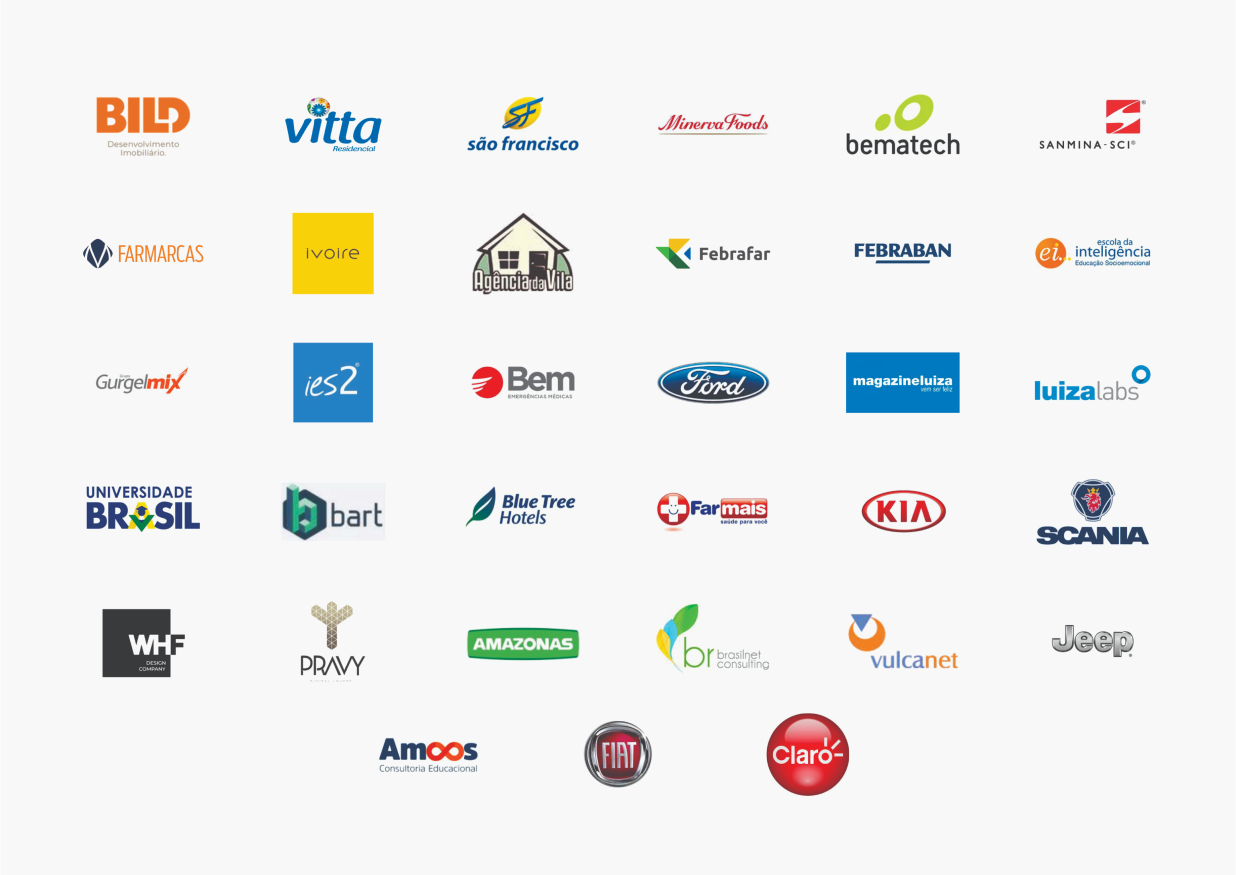 BILD
Desenvolvimento
Imobiliário.
vitta
Residencial
SF
são francisco
Minerva Foods
bematech
®
SANMINA-SCI®
FARMARCAS
ivoire
Agência da Vila
Febrafar
FEBRABAN
ei..
escola da
inteligência
Educação Socioemocional
Grupo
Gurgelmix
ies2®
Bem
EMERGÊNCIAS MÉDICAS
Ford
magazineluiza
vem ser feliz
luizalabs
UNIVERSIDADE
BRASIL
b bart
Blue Tree
Hotels
Farmais
saúde para você
KIA
SCANIA
WHF
DESIGN
COMPANY
PRAVY
AMAZONAS
br brasilnet
consulting
vulcanet
Jeep®
Amoos
Consultoria Educacional
FIAT
Claro